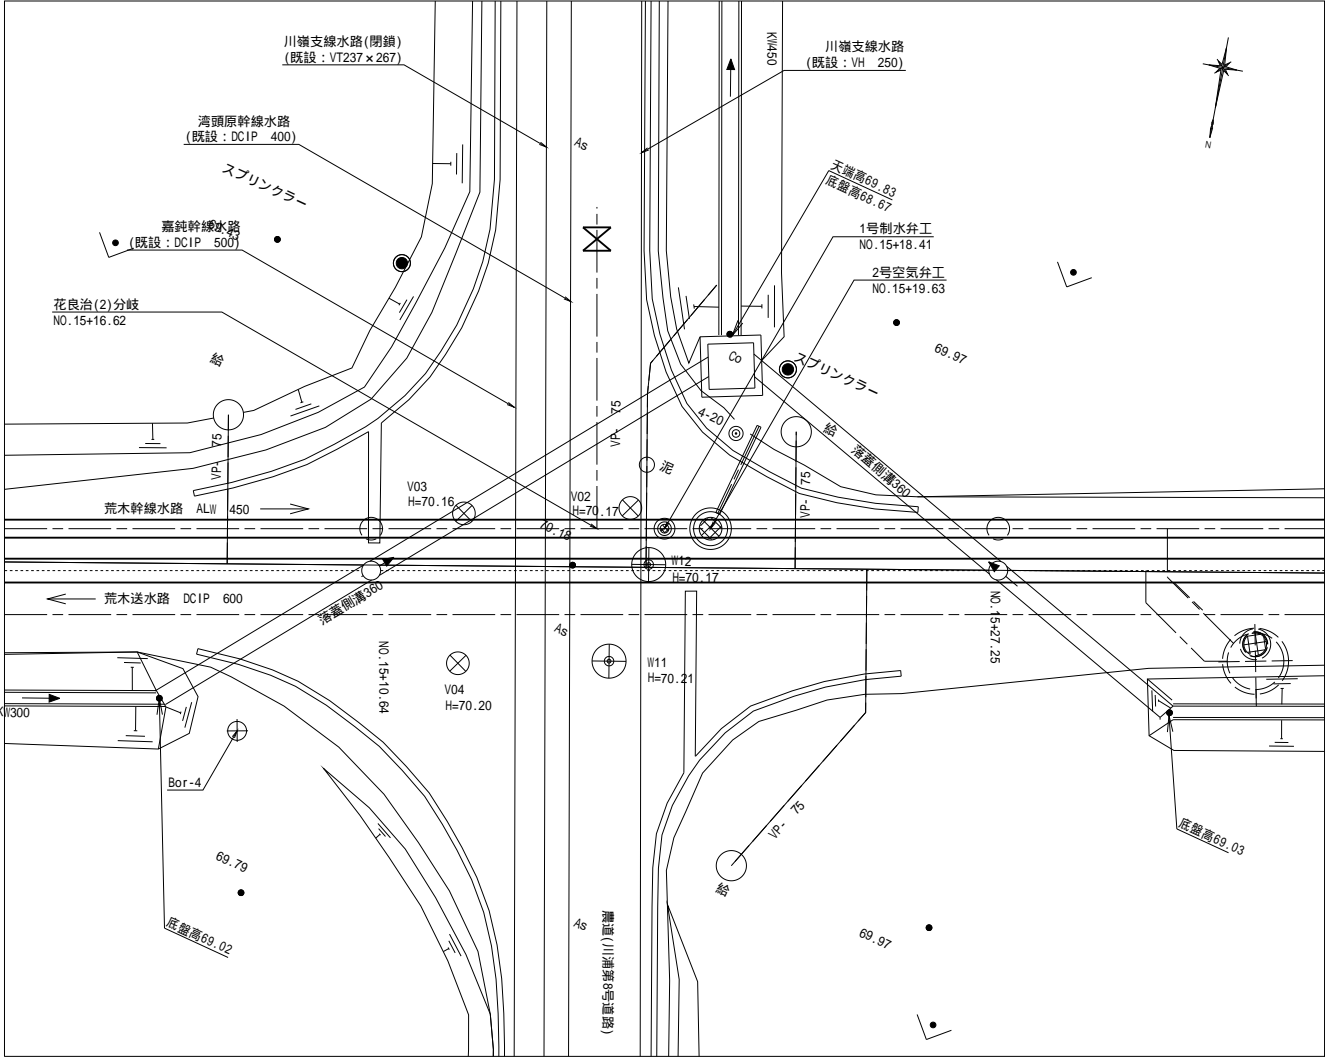 川嶺支線水路(閉鎖)
(既設：VT237×267)
川嶺支線水路
(既設：VH　250)
KW450
湾頭原幹線水路
(既設：DCIP　400)
As
スプリンクラー
天端高69.83
底盤高68.67
N
嘉鈍幹線水路
(既設：DCIP　500)
1号制水弁工
NO.15+18.41
2号空気弁工
NO.15+19.63
花良治(2)分岐
NO.15+16.62
69.97
給
Co
スプリンクラー
4-20
VP-　75
VP-　75
給
落蓋側溝360
泥
VP-　75
V03
H=70.16
V02
H=70.17
荒木幹線水路　ALW　450
70.18
W12
H=70.17
荒木送水路　DCIP　600
落蓋側溝360
As
NO.15+10.64
NO.15+27.25
V04
H=70.20
W11
H=70.21
KW300
Bor-4
VP-　75
底盤高69.03
69.79
給
底盤高69.02
As
農道(川浦第8号道路)
69.97